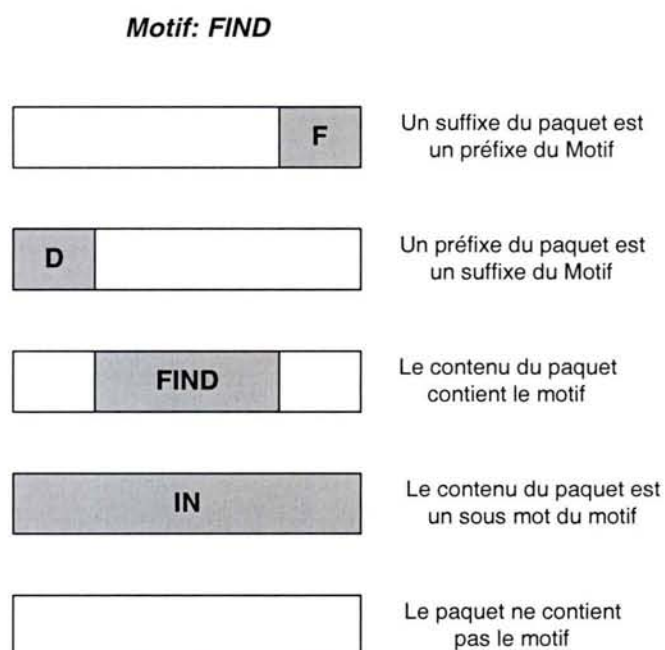 Motif: FIND
F
Un suffixe du paquet est
un préfixe du Motif
D
Un préfixe du paquet est
un suffixe du Motif
FIND
Le contenu du paquet
contient le motif
IN
Le contenu du paquet est
un sous mot du motif
Le paquet ne contient
pas le motif